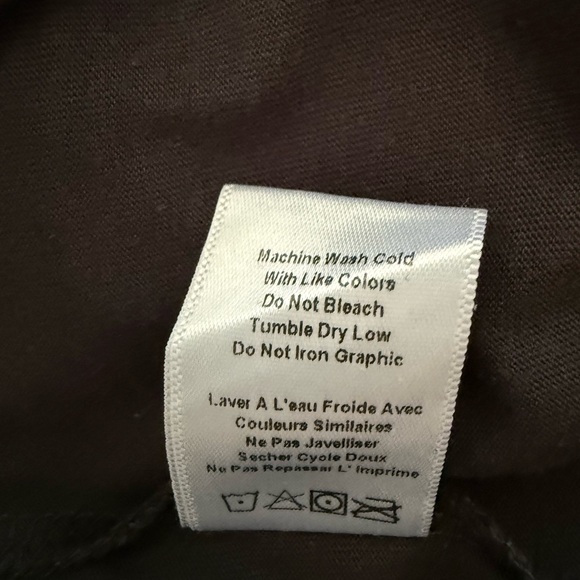 Machine Wash Cold
With Like Colors
Do Not Bleach
Tumble Dry Low
Do Not Iron Graphic
Laver A L'eau Froide Avec
Couleurs Similaires
Ne Pas Javelliser
Secher Cycle Doux
Ne Pas Repasser L' Imprime